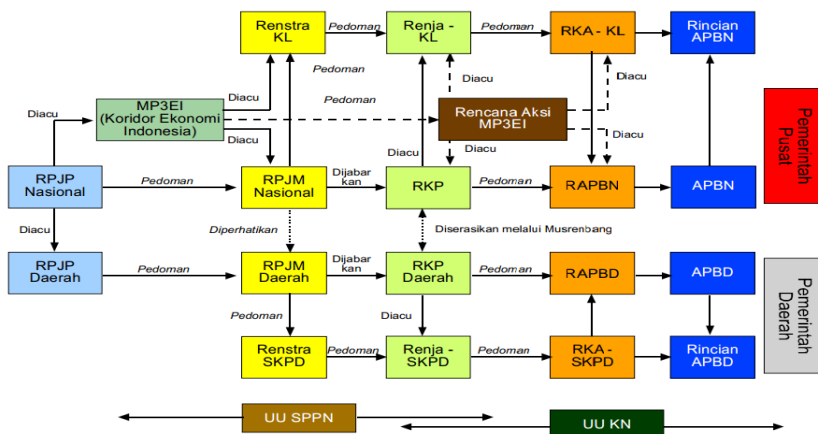 Renstra
KL
Pedoman
Renja -
KL
Pedoman
RKA - KL
Rincian
APBN
Pedoman
Diacu
Diacu
Diacu
MP3EI
(Koridor Ekonomi
Indonesia)
Diacu
Pedoman
Rencana Aksi
MP3EI
Diacu
Diacu
Diacu
Diacu
Pemerintah
Pusat
RPJP
Nasional
Pedoman
RPJM
Nasional
Dijabar
kan
RKP
Pedoman
RAPBN
APBN
Diacu
Diperhatikan
Diserasikan melalui Musrenbang
RPJP
Daerah
Pedoman
RPJM
Daerah
Dijabar
kan
RKP
Daerah
Pedoman
RAPBD
APBD
Pemerintah
Daerah
Pedoman
Diacu
Renstra
SKPD
Pedoman
Renja -
SKPD
Pedoman
RKA -
SKPD
Rincian
APBD
UU SPPN
UU KN